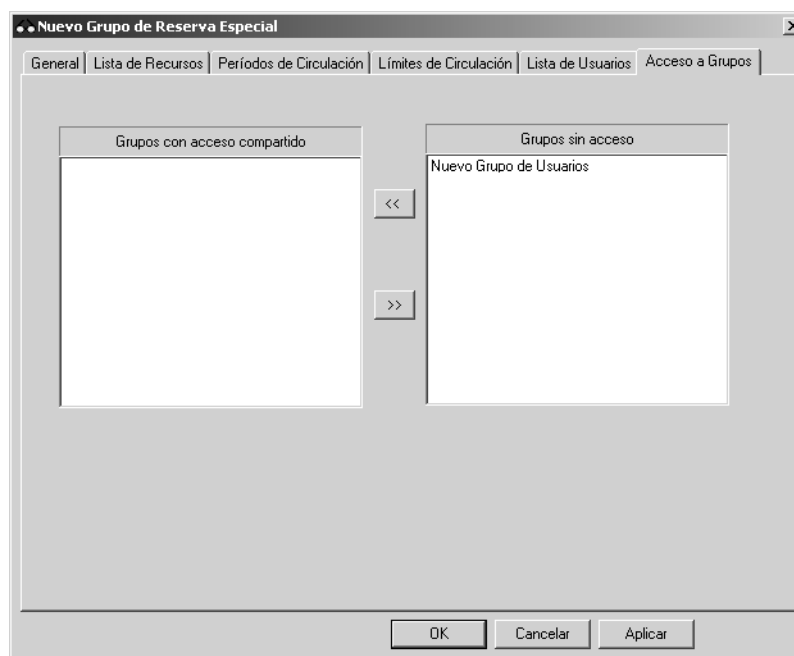 Nuevo Grupo de Reserva Especial
General Lista de Recursos Períodos de Circulación Límites de Circulación Lista de Usuarios Acceso a Grupos
Grupos con acceso compartido Grupos sin acceso
Nuevo Grupo de Usuarios
<<
>>
OK Cancelar Aplicar